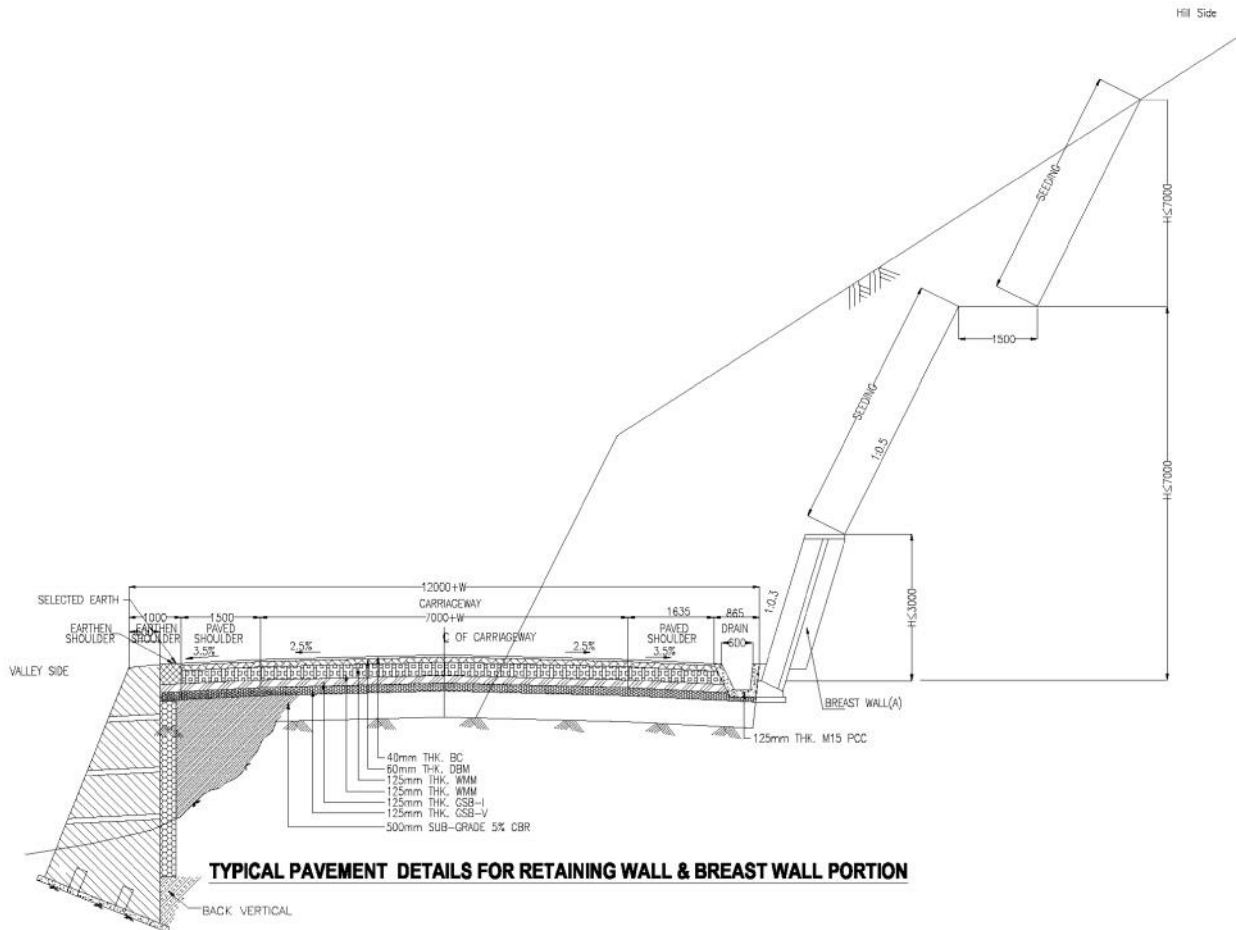 Hill Side
SEEDING
H≤7000
1500
SEEDING
1:0.5
H≤7000
12000+W
SELECTED EARTH
CARRIAGEWAY
1000
1500
7000+W
1635
865
1:0.3
H≤3000
EARTHEN
SHOULDER
EARTHEN
SHOULDER
PAVED
SHOULDER
℄ OF CARRIAGEWAY
PAVED
SHOULDER
DRAIN
600
3.5%
2.5%
2.5%
3.5%
VALLEY SIDE
BREAST WALL(A)
125mm THK. M15 PCC
40mm THK. BC
60mm THK. DBM
125mm THK. WMM
125mm THK. WMM
125mm THK. GSB-I
125mm THK. GSB-V
500mm SUB-GRADE 5% CBR
TYPICAL PAVEMENT DETAILS FOR RETAINING WALL & BREAST WALL PORTION
BACK VERTICAL